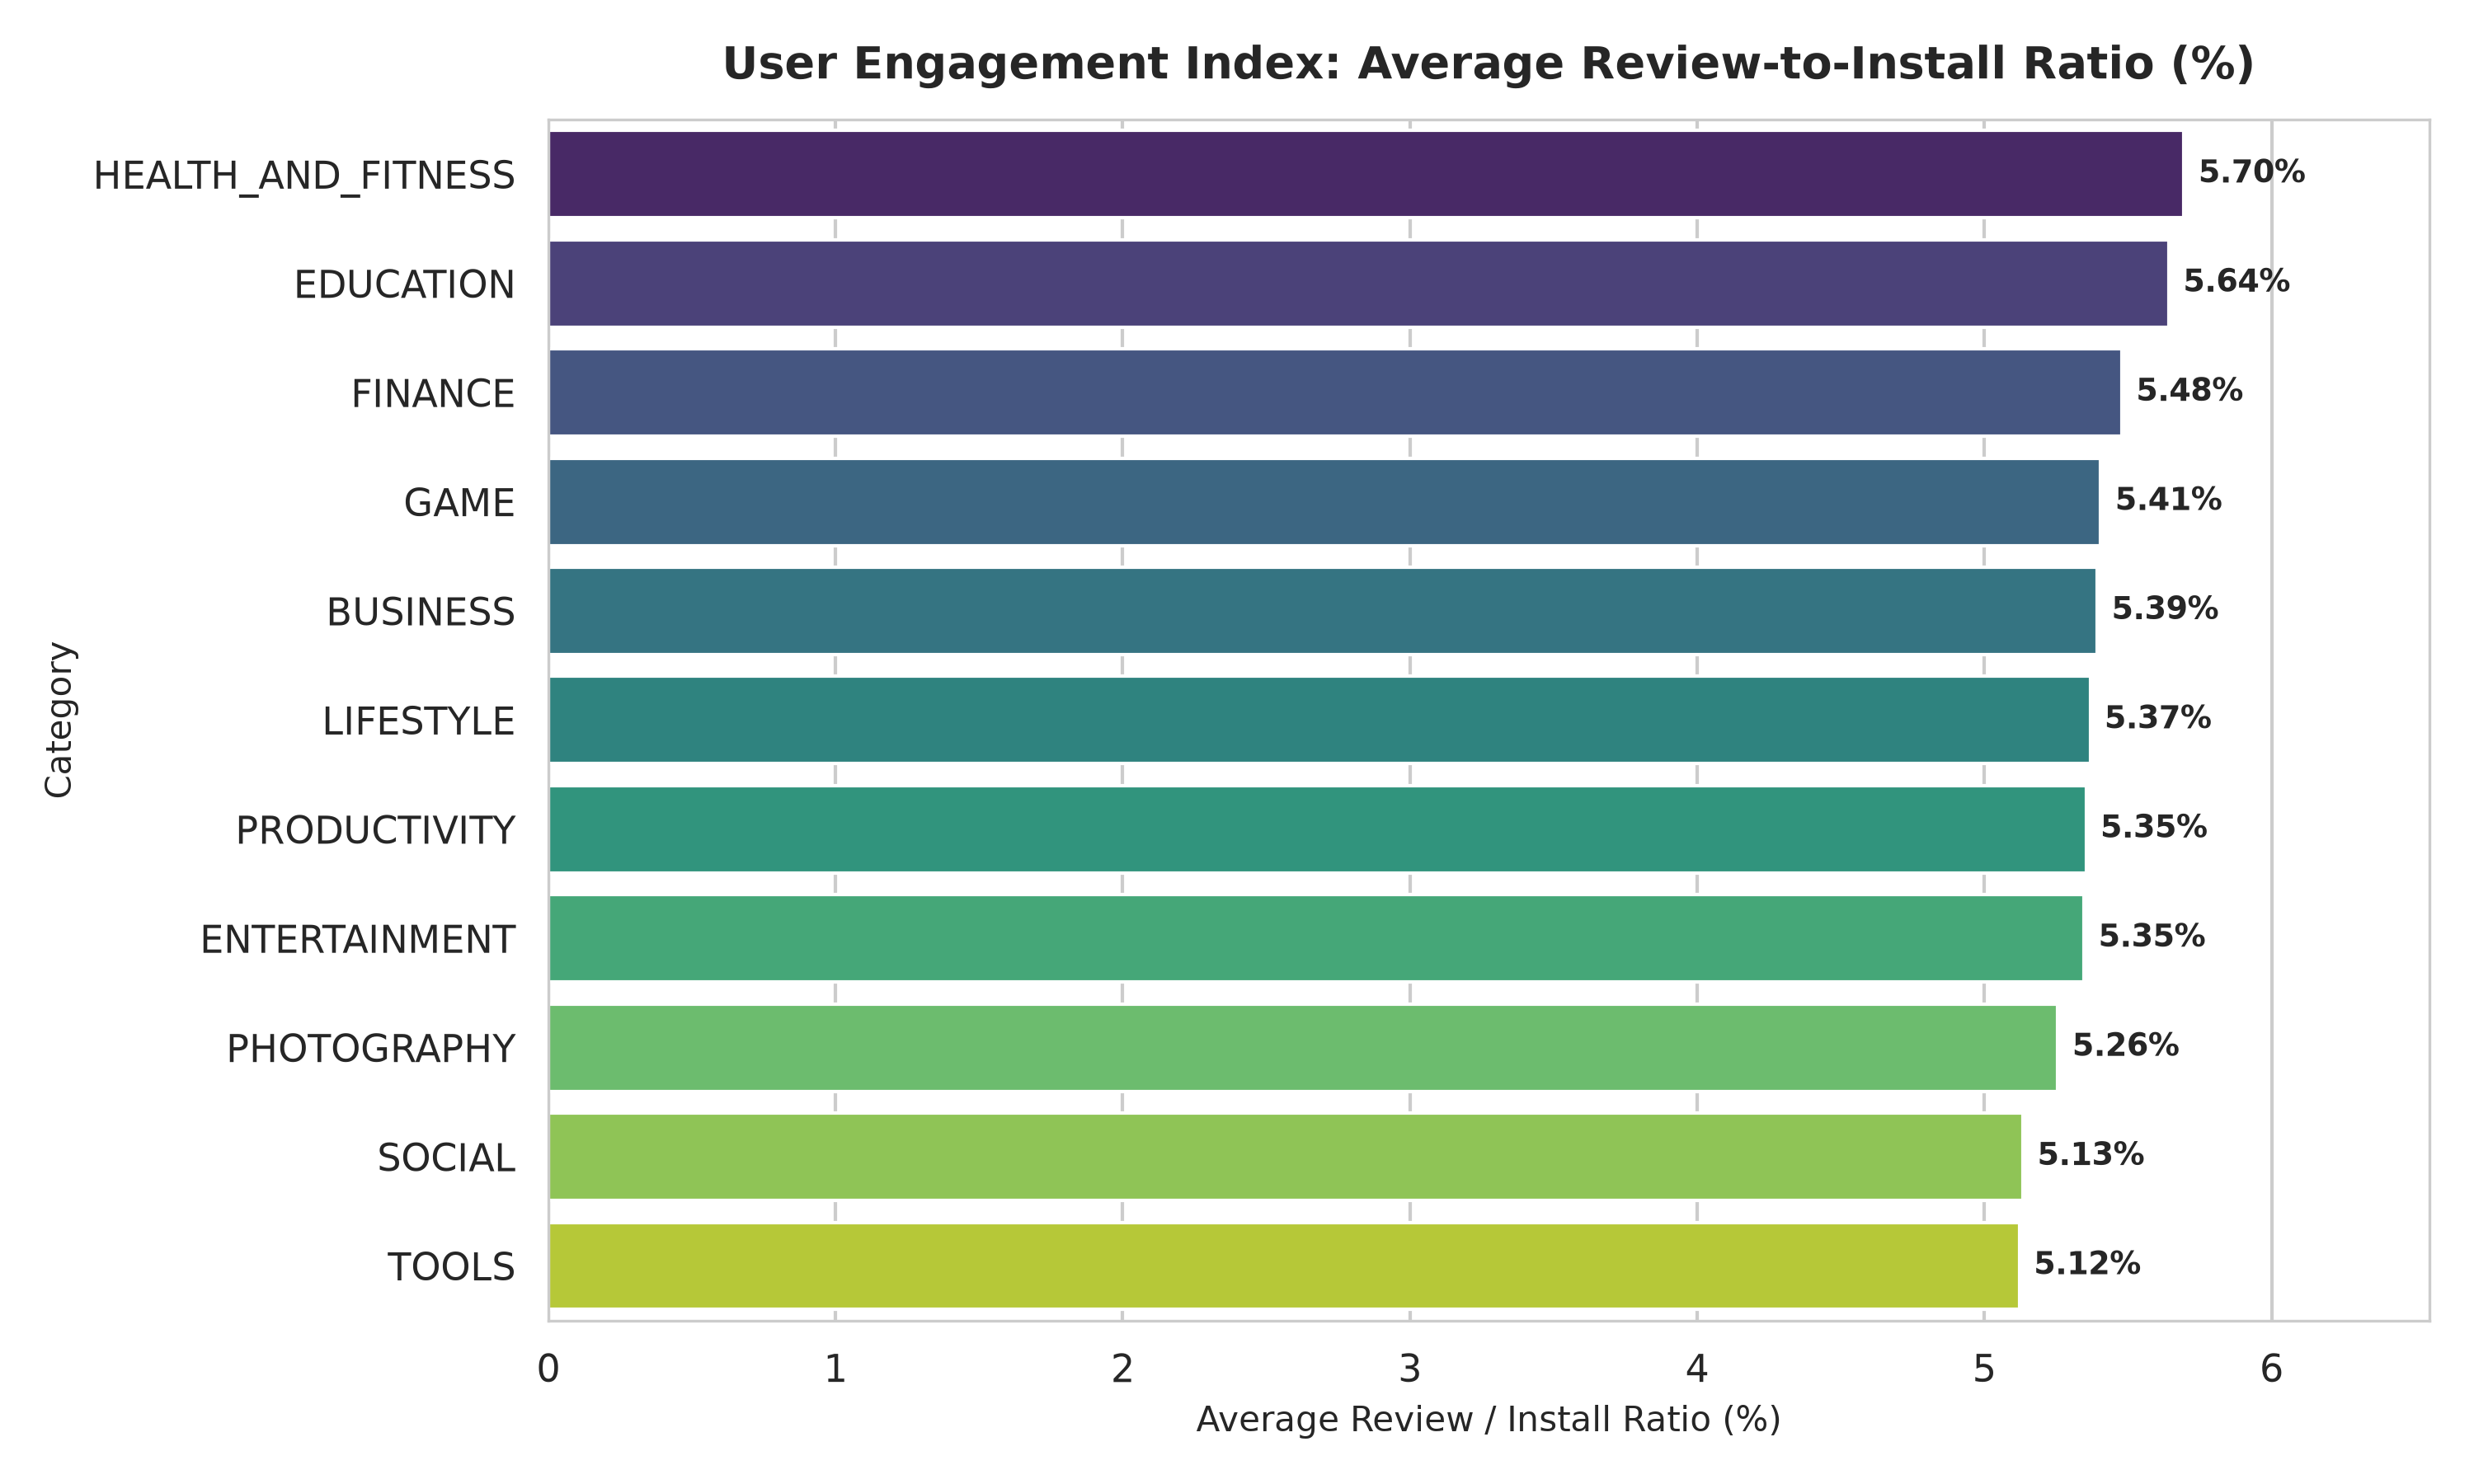 User Engagement Index: Average Review-to-Install Ratio (%)
HEALTH_AND_FITNESS 5.70%
EDUCATION 5.64%
FINANCE 5.48%
GAME 5.41%
BUSINESS 5.39%
LIFESTYLE 5.37%
PRODUCTIVITY 5.35%
ENTERTAINMENT 5.35%
PHOTOGRAPHY 5.26%
SOCIAL 5.13%
TOOLS 5.12%
Category
0 1 2 3 4 5 6
Average Review / Install Ratio (%)